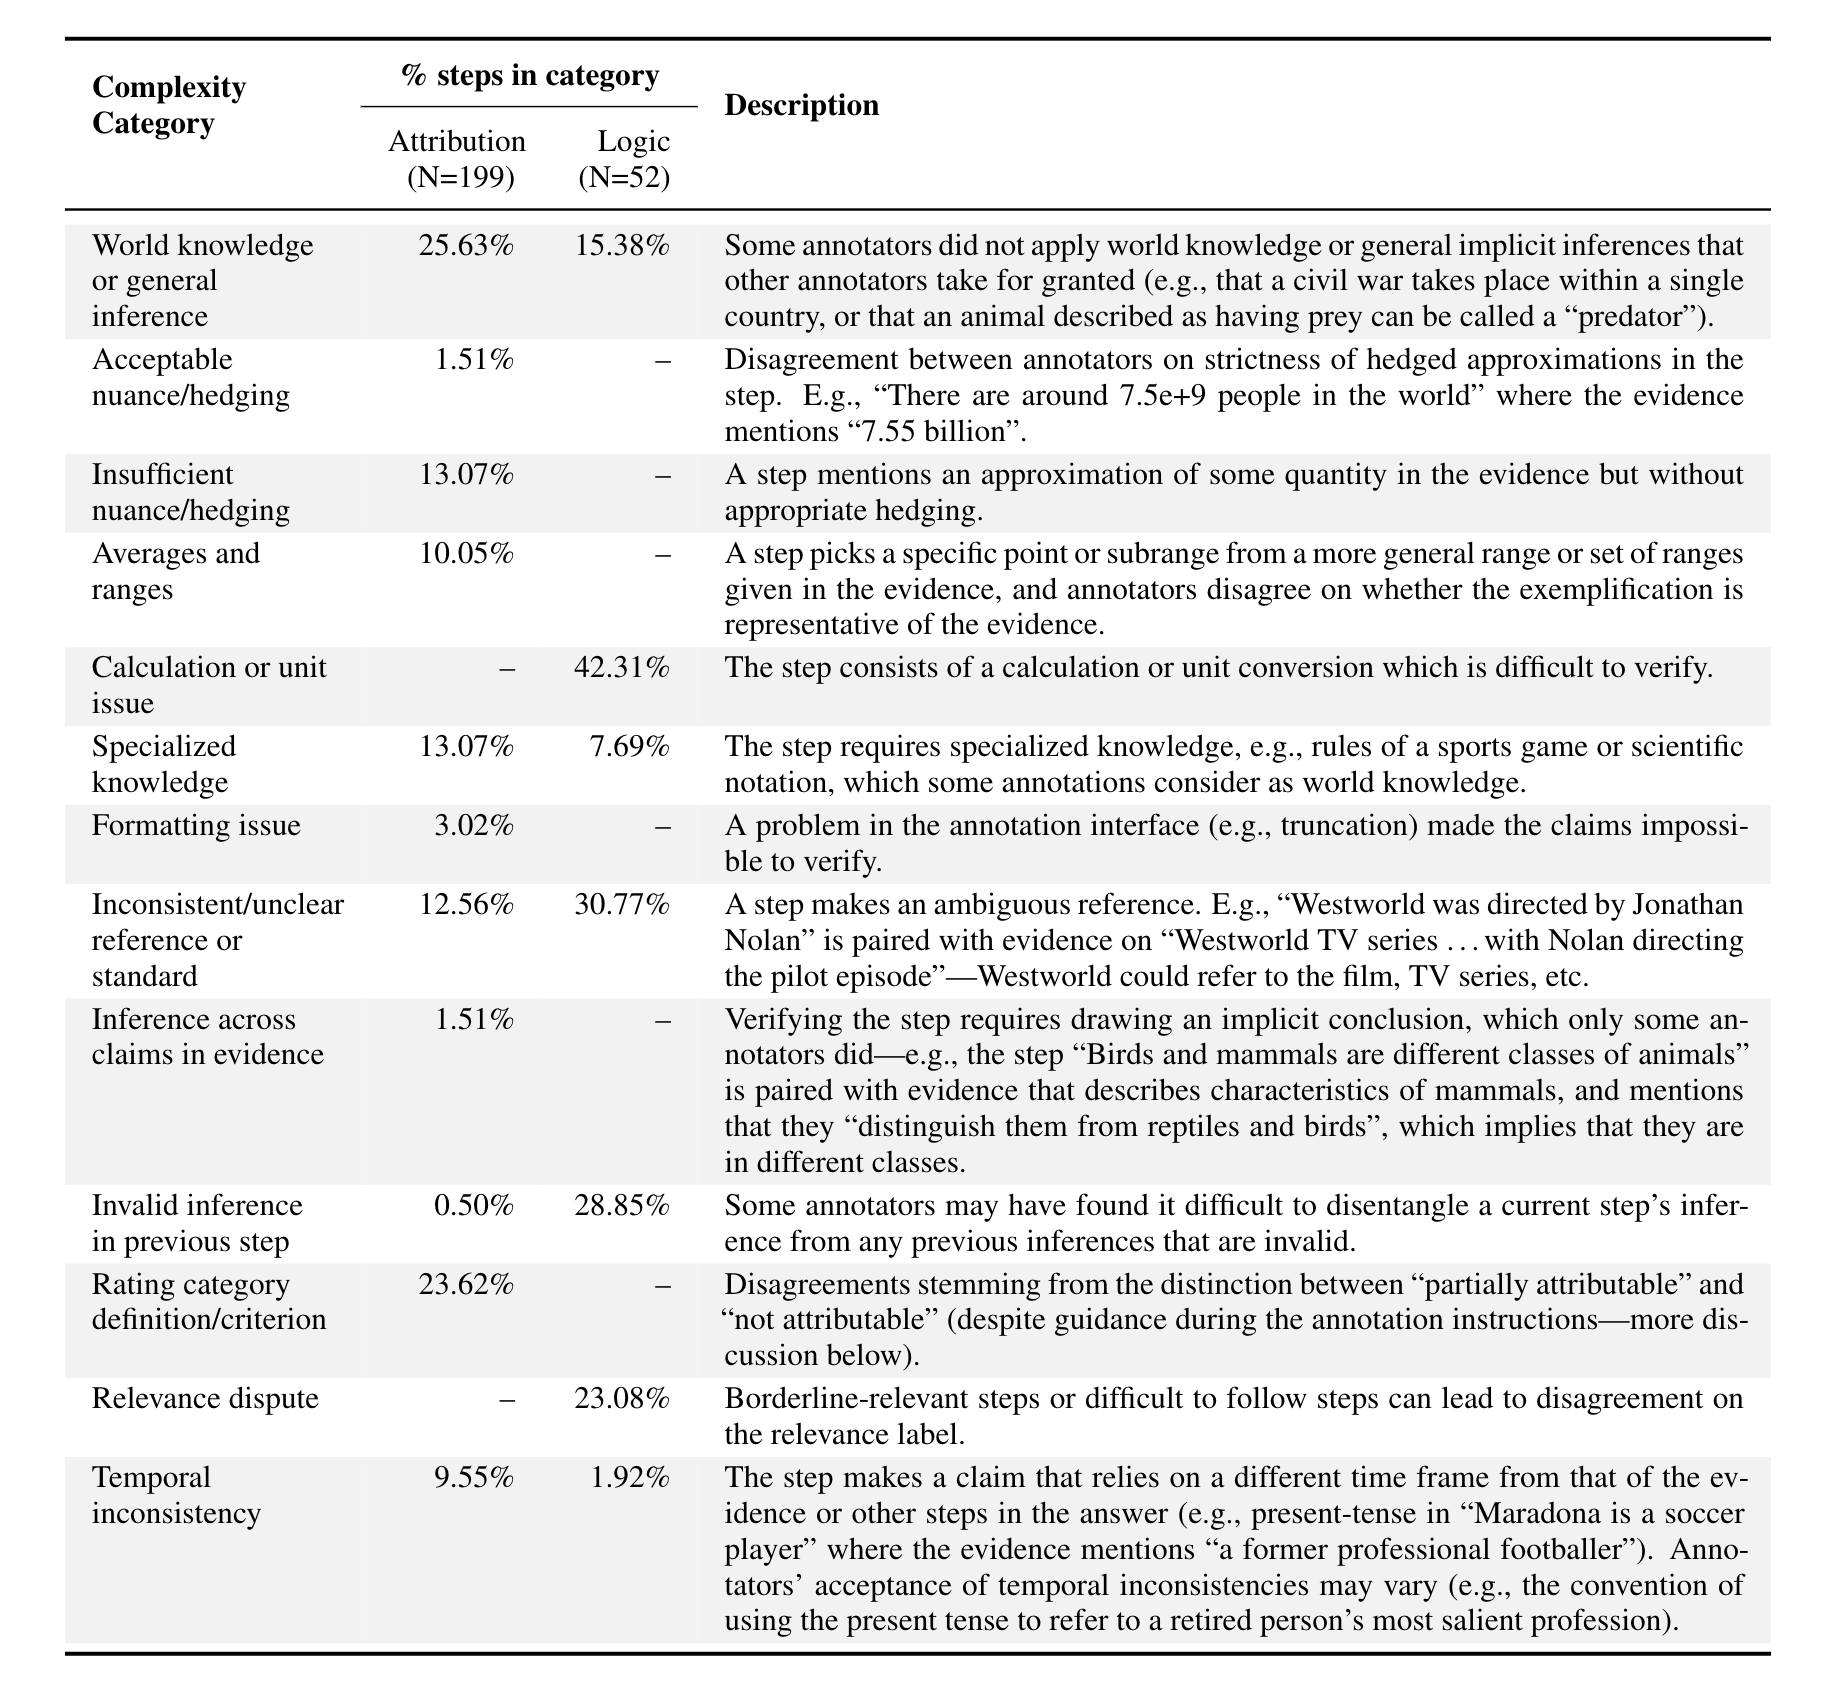 Complexity Category
% steps in category
Description
Attribution (N=199)
Logic (N=52)
World knowledge 25.63% 15.38% Some annotators did not apply world knowledge or general implicit inferences that
or general other annotators take for granted (e.g., that a civil war takes place within a single
inference country, or that an animal described as having prey can be called a “predator”).
Acceptable 1.51% – Disagreement between annotators on strictness of hedged approximations in the
nuance/hedging step. E.g., “There are around 7.5e+9 people in the world” where the evidence
mentions “7.55 billion”.
Insufficient 13.07% – A step mentions an approximation of some quantity in the evidence but without
nuance/hedging appropriate hedging.
Averages and 10.05% – A step picks a specific point or subrange from a more general range or set of ranges
ranges given in the evidence, and annotators disagree on whether the exemplification is
representative of the evidence.
Calculation or unit – 42.31% The step consists of a calculation or unit conversion which is difficult to verify.
issue
Specialized 13.07% 7.69% The step requires specialized knowledge, e.g., rules of a sports game or scientific
knowledge notation, which some annotations consider as world knowledge.
Formatting issue 3.02% – A problem in the annotation interface (e.g., truncation) made the claims impossi-
ble to verify.
Inconsistent/unclear 12.56% 30.77% A step makes an ambiguous reference. E.g., “Westworld was directed by Jonathan
reference or Nolan” is paired with evidence on “Westworld TV series . . . with Nolan directing
standard the pilot episode”—Westworld could refer to the film, TV series, etc.
Inference across 1.51% – Verifying the step requires drawing an implicit conclusion, which only some an-
claims in evidence notators did—e.g., the step “Birds and mammals are different classes of animals”
is paired with evidence that describes characteristics of mammals, and mentions
that they “distinguish them from reptiles and birds”, which implies that they are
in different classes.
Invalid inference 0.50% 28.85% Some annotators may have found it difficult to disentangle a current step’s infer-
in previous step ence from any previous inferences that are invalid.
Rating category 23.62% – Disagreements stemming from the distinction between “partially attributable” and
definition/criterion “not attributable” (despite guidance during the annotation instructions—more dis-
cussion below).
Relevance dispute – 23.08% Borderline-relevant steps or difficult to follow steps can lead to disagreement on
the relevance label.
Temporal 9.55% 1.92% The step makes a claim that relies on a different time frame from that of the ev-
inconsistency idence or other steps in the answer (e.g., present-tense in “Maradona is a soccer
player” where the evidence mentions “a former professional footballer”). Anno-
tators’ acceptance of temporal inconsistencies may vary (e.g., the convention of
using the present tense to refer to a retired person’s most salient profession).